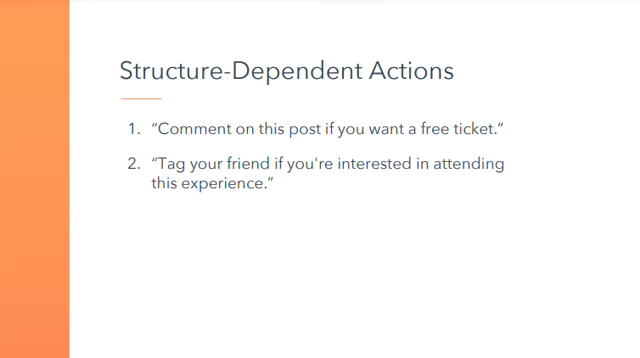 Structure-Dependent Actions
1. “Comment on this post if you want a free ticket.”
2. “Tag your friend if you're interested in attending
this experience.”